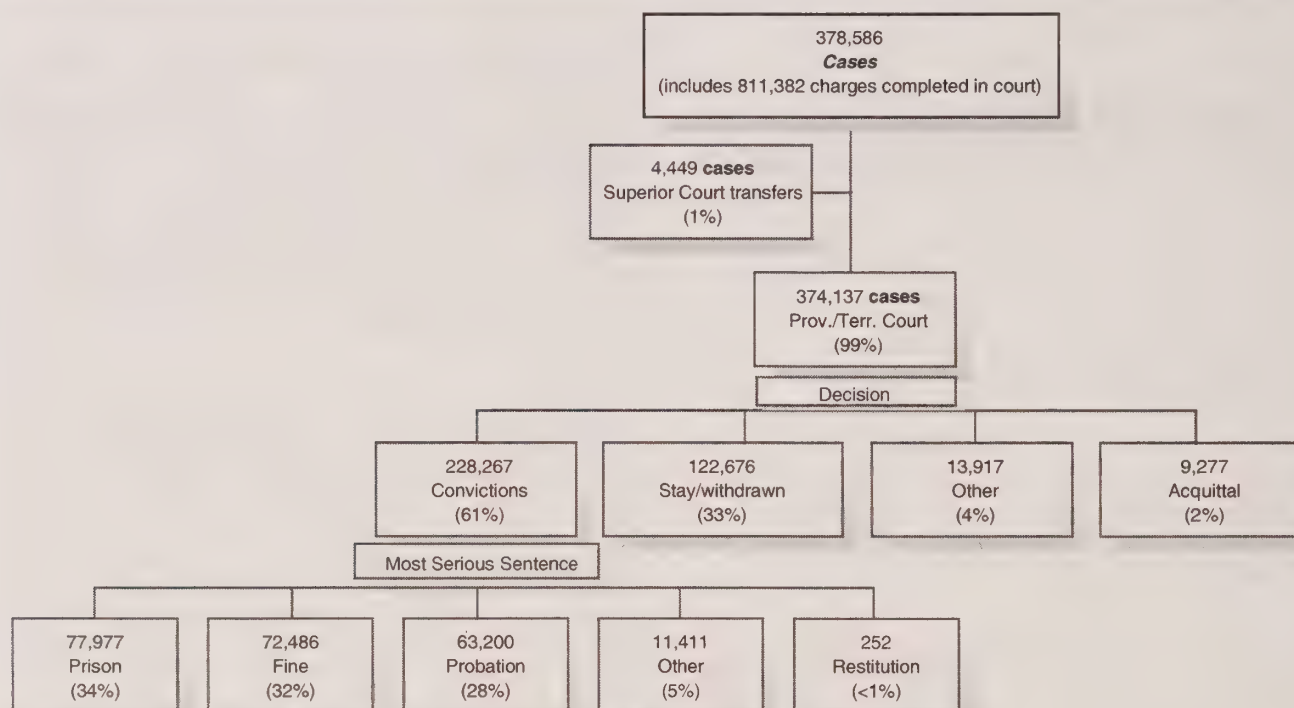 378,586
Cases
(includes 811,382 charges completed in court)
4,449 cases
Superior Court transfers
(1%)
374,137 cases
Prov./Terr. Court
(99%)
Decision
228,267
Convictions
(61%)
122,676
Stay/withdrawn
(33%)
13,917
Other
(4%)
9,277
Acquittal
(2%)
Most Serious Sentence
77,977
Prison
(34%)
72,486
Fine
(32%)
63,200
Probation
(28%)
11,411
Other
(5%)
252
Restitution
(<1%)